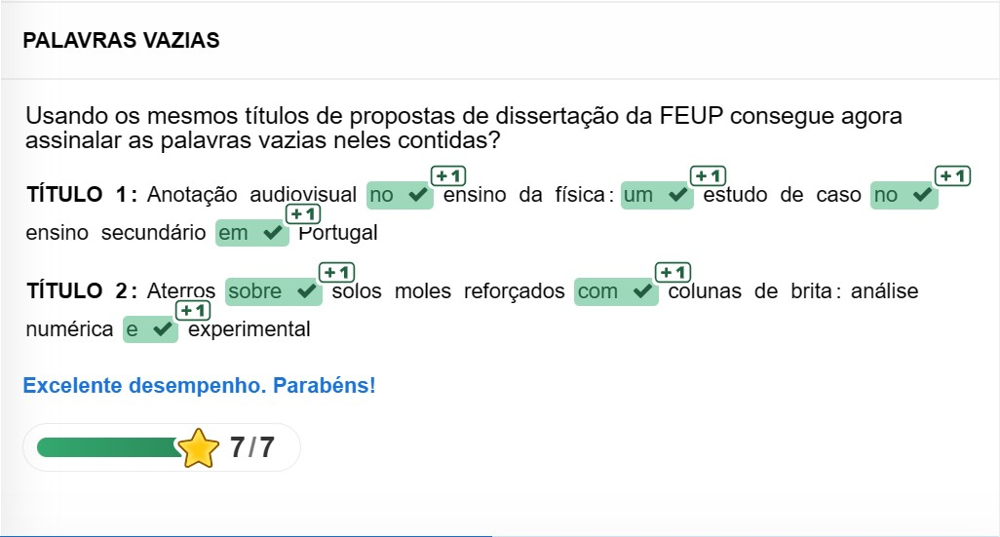 PALAVRAS VAZIAS
Usando os mesmos títulos de propostas de dissertação da FEUP consegue agora
assinalar as palavras vazias neles contidas?
+1 +1 +1
TÍTULO 1: Anotação audiovisual no ensino da física: um estudo de caso no
+1
ensino secundário em Portugal
+1 +1
TÍTULO 2: Aterros sobre solos moles reforçados com colunas de brita: análise
+1
numérica e experimental
Excelente desempenho. Parabéns!
7/7